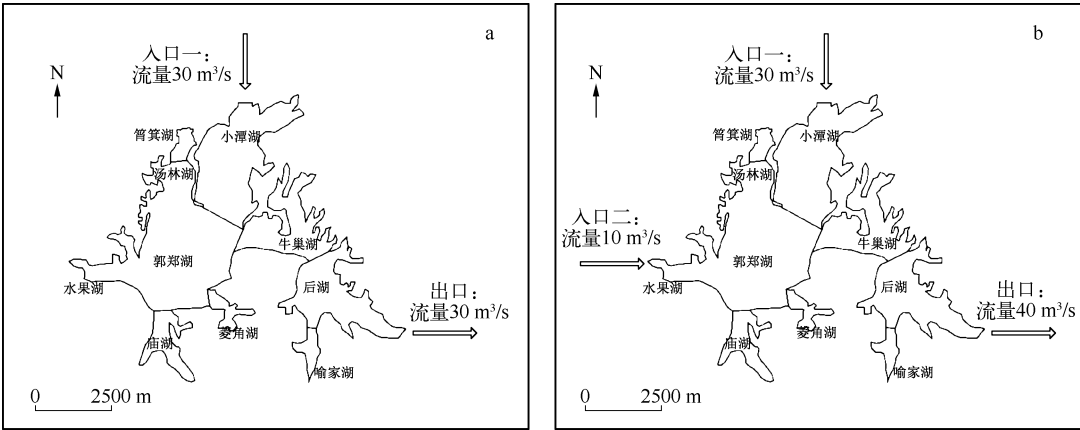 a
入口一：
流量30 m³/s
N
筲箕湖
小潭湖
汤林湖
牛巢湖
郭郑湖
水果湖
后湖
出口：
流量30 m³/s
菱角湖
庙湖
喻家湖
0 2500 m
b
入口一：
流量30 m³/s
N
筲箕湖
小潭湖
汤林湖
入口二：
流量10 m³/s
牛巢湖
郭郑湖
水果湖
后湖
出口：
流量40 m³/s
菱角湖
庙湖
喻家湖
0 2500 m